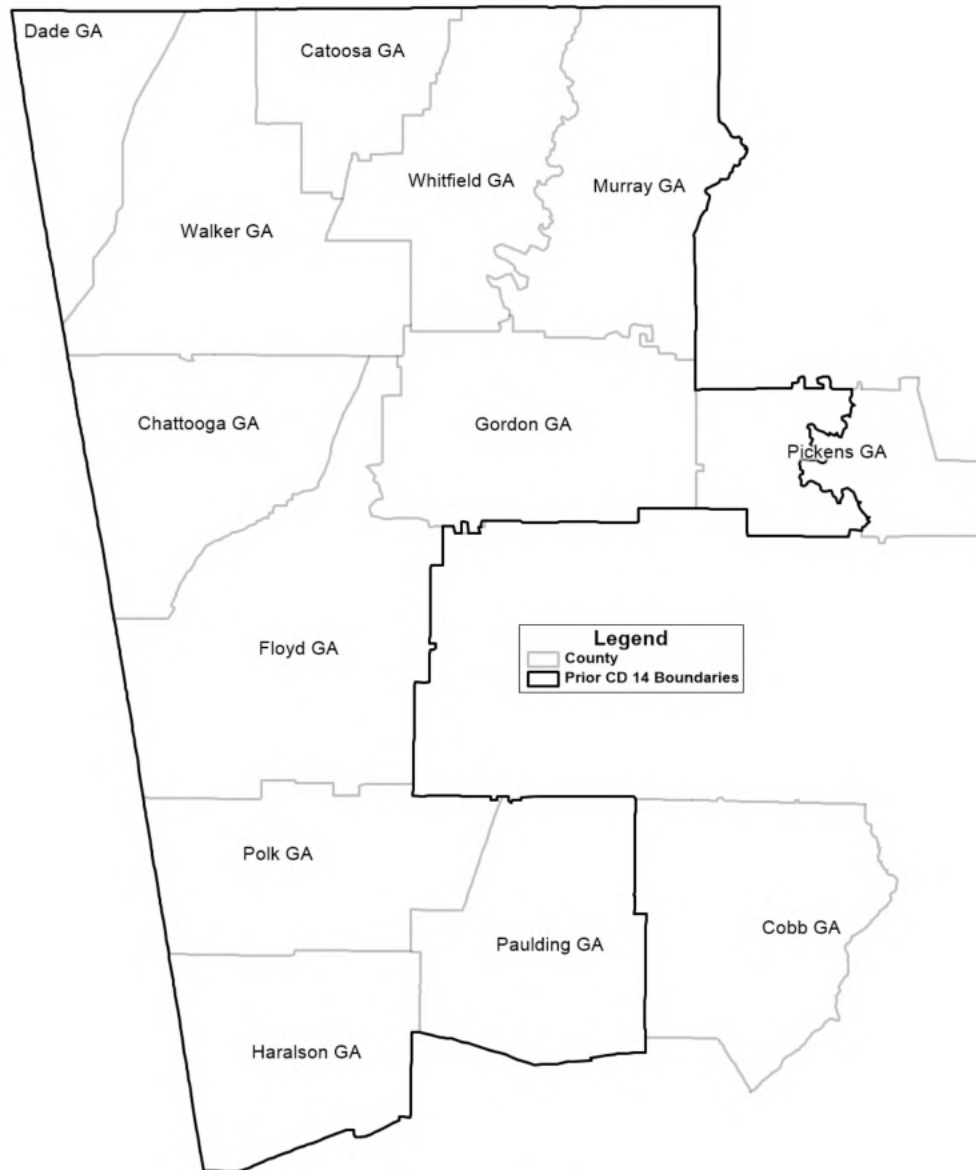 Dade GA
Catoosa GA
Whitfield GA
Murray GA
Walker GA
Chattooga GA
Gordon GA
Pickens GA
Floyd GA
Legend
County
Prior CD 14 Boundaries
Polk GA
Cobb GA
Paulding GA
Haralson GA